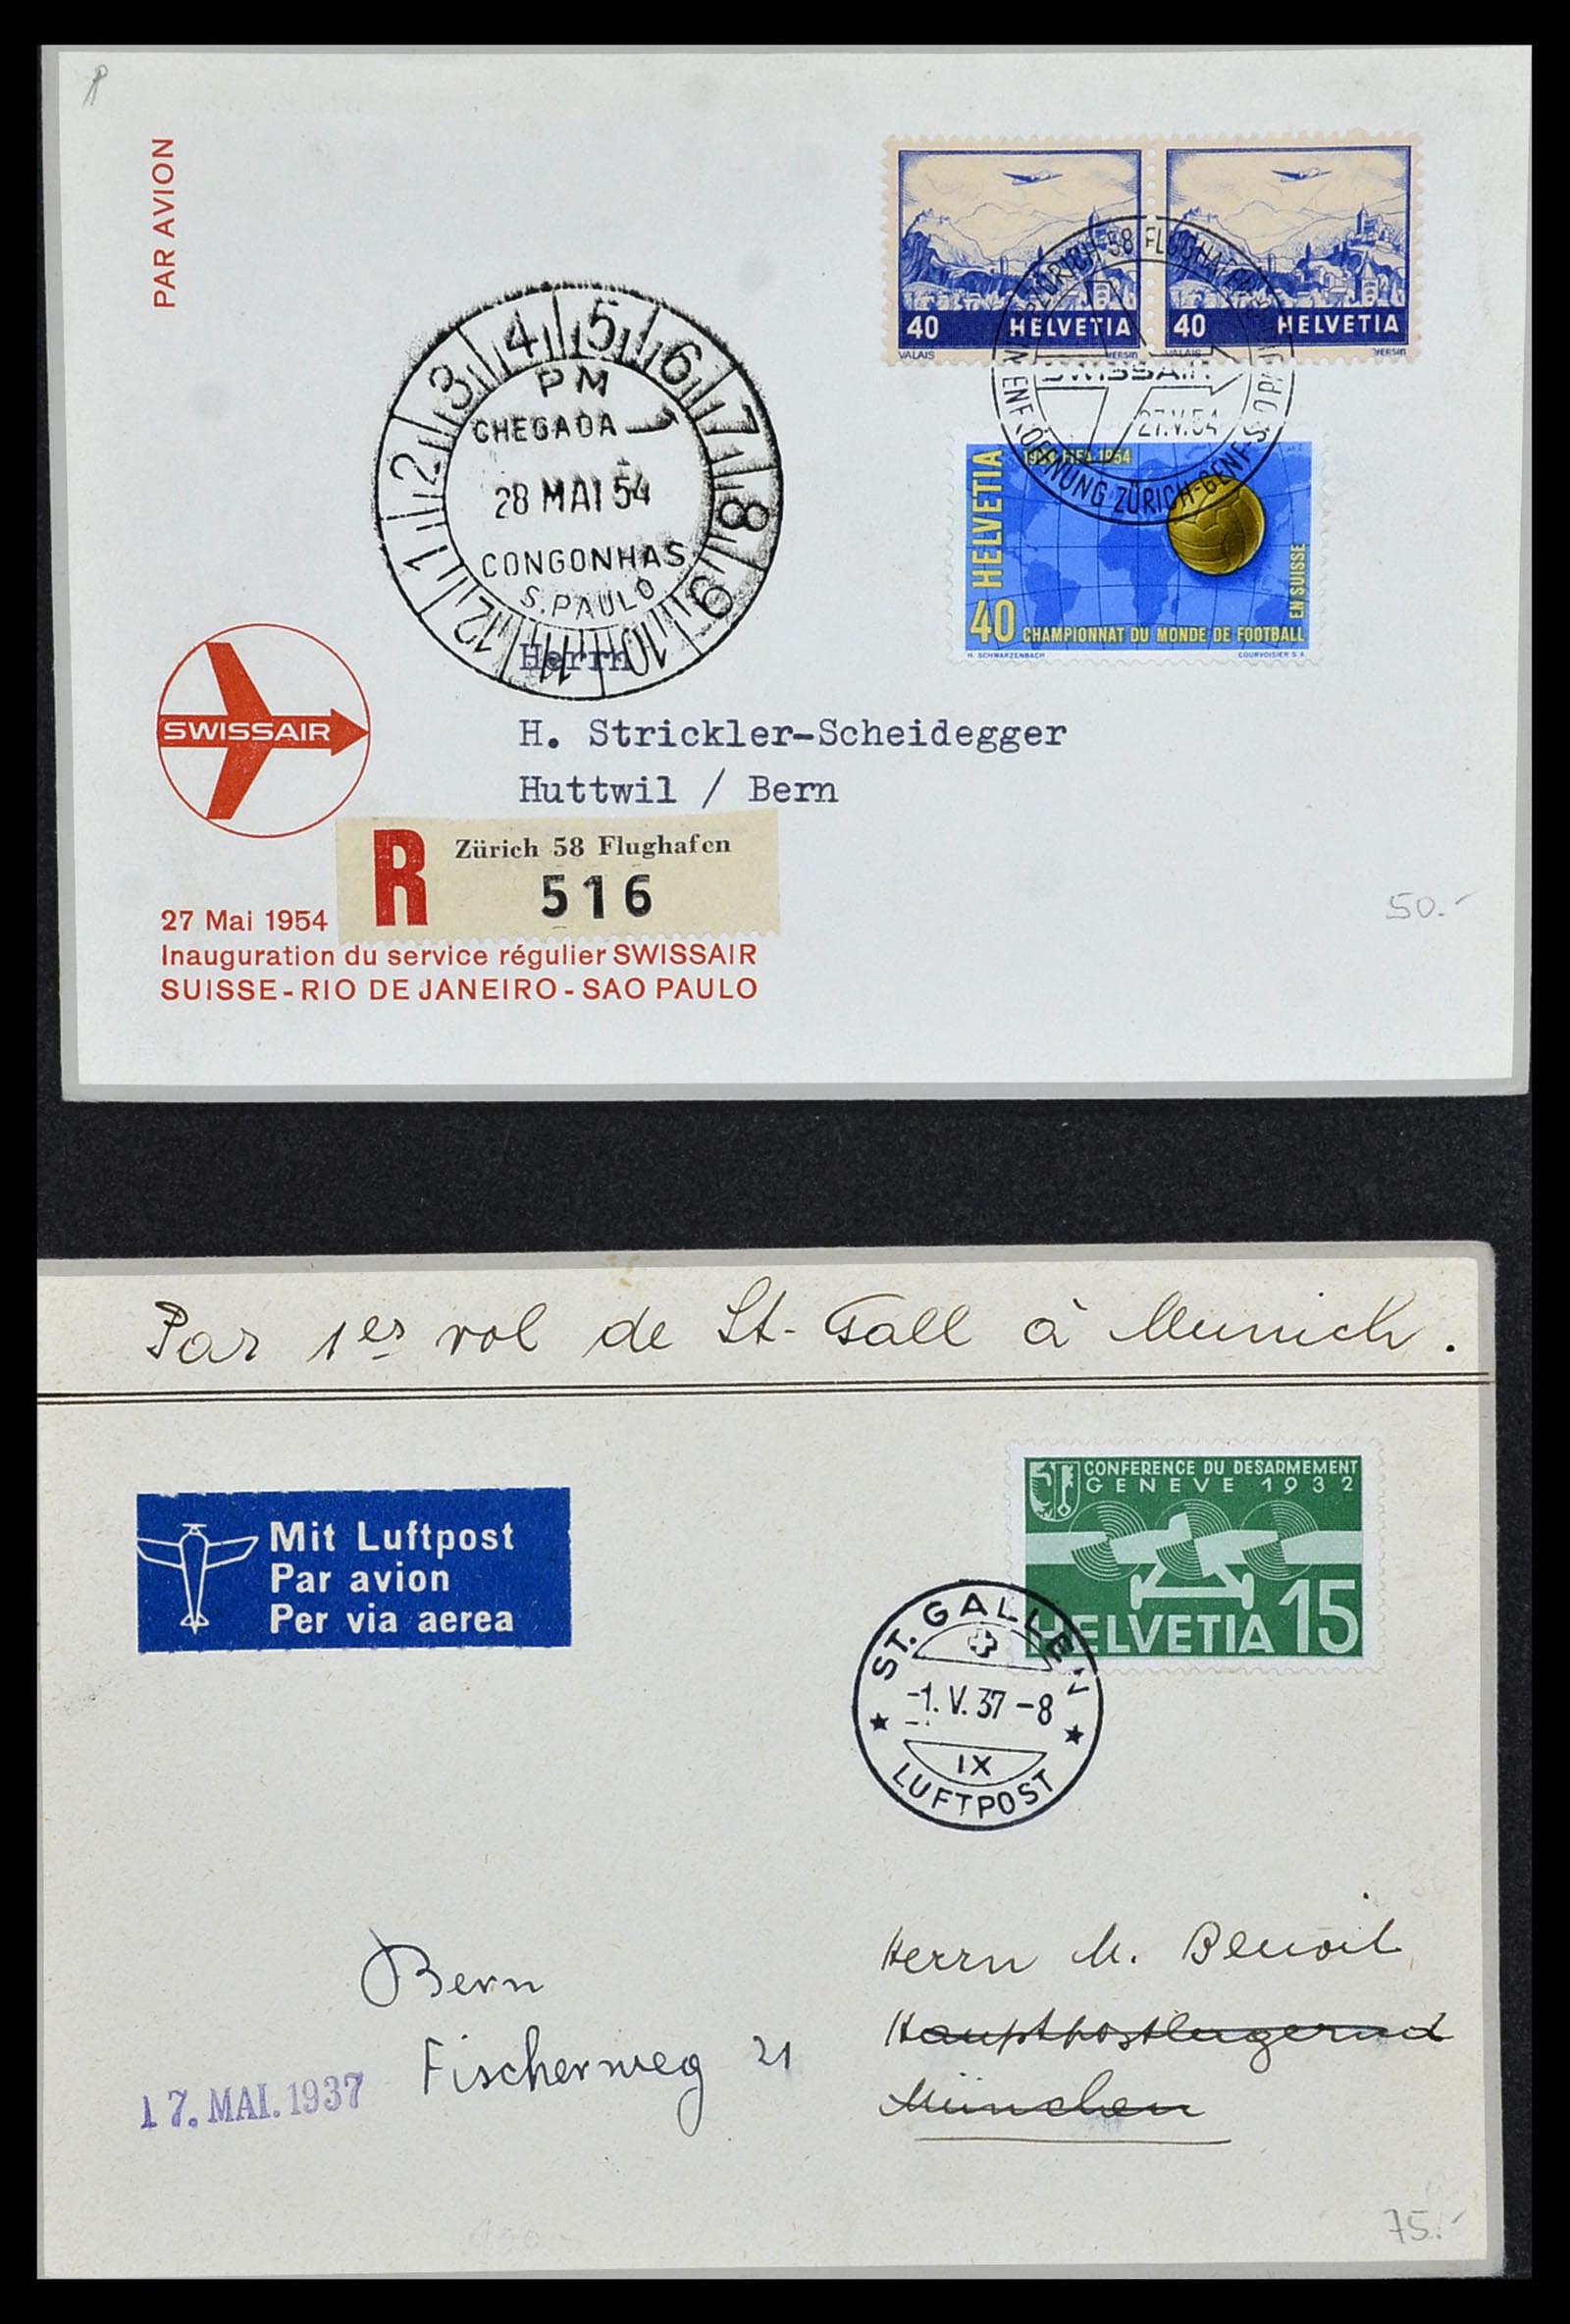 PAR AVION
40 HELVETIA
40 HELVETIA
VALAIS
VALAIS
ZÜRICH 58 FLUGHAFEN
SWISSAIR
27.V.54
1954 FIFA 1954
HELVETIA
EN SUISSE
40 CHAMPIONNAT DU MONDE DE FOOTBALL
H. SCHWARZENBACH COURVOISIER S.A.
1 2 3 4 5 6 7 8 9 10 11 12
PM
CHEGADA
28 MAI 54
CONGONHAS
S. PAULO
SWISSAIR
Herrn
H. Strickler-Scheidegger
Huttwil / Bern
R Zürich 58 Flughafen
516
50.-
27 Mai 1954
Inauguration du service régulier SWISSAIR
SUISSE - RIO DE JANEIRO - SAO PAULO
Par 1er vol de St-Gall à Munich.
Mit Luftpost
Par avion
Per via aerea
CONFERENCE DU DESARMEMENT
GENEVE 1932
HELVETIA 15
ST. GALLEN
-1. V. 37 -8
IX
LUFTPOST
Herrn M. Benoit
Hauptpostlagernd
München
Bern
Fischerweg 21
17. MAI. 1937
75.-